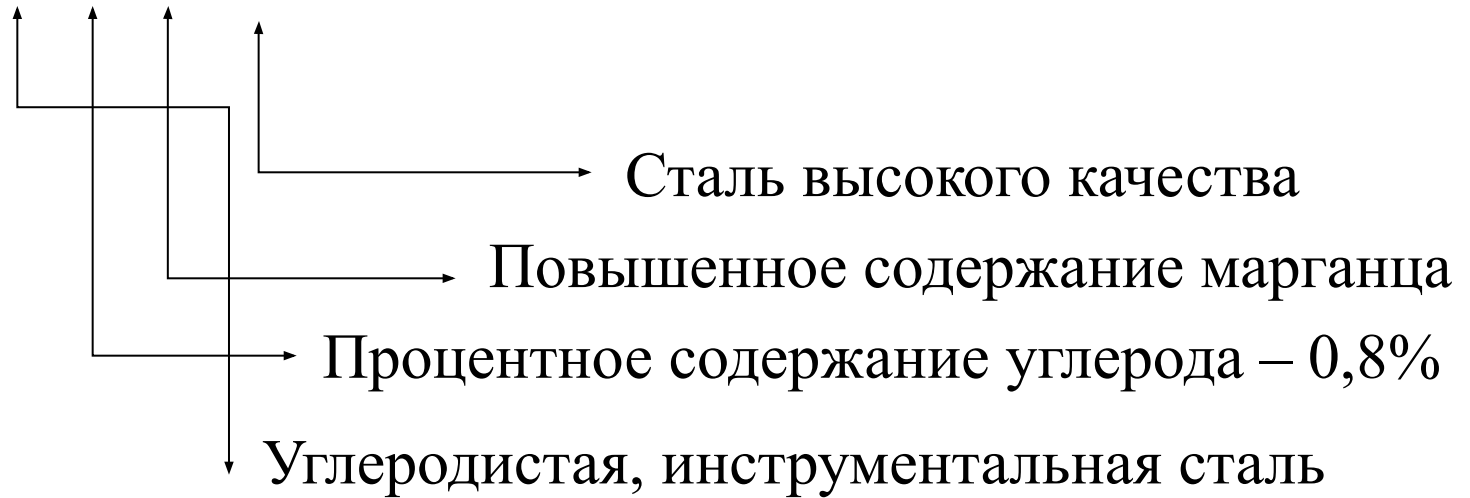 Сталь высокого качества
Повышенное содержание марганца
Процентное содержание углерода – 0,8%
Углеродистая, инструментальная сталь